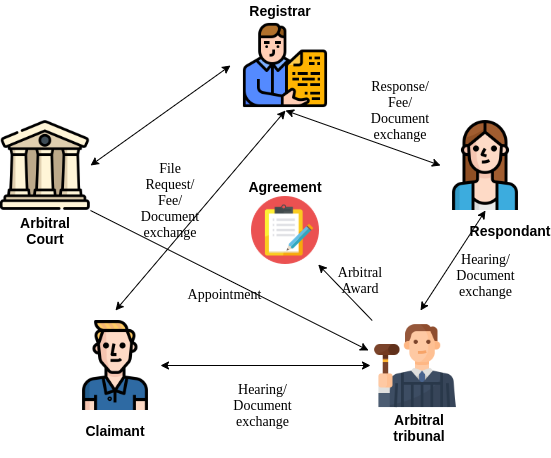 Registrar
Response/
Fee/
Document
exchange
File
Request/
Fee/
Document
exchange
Agreement
Arbitral
Court
Respondant
Arbitral
Award
Hearing/
Document
exchange
Appointment
Hearing/
Document
exchange
Claimant
Arbitral
tribunal